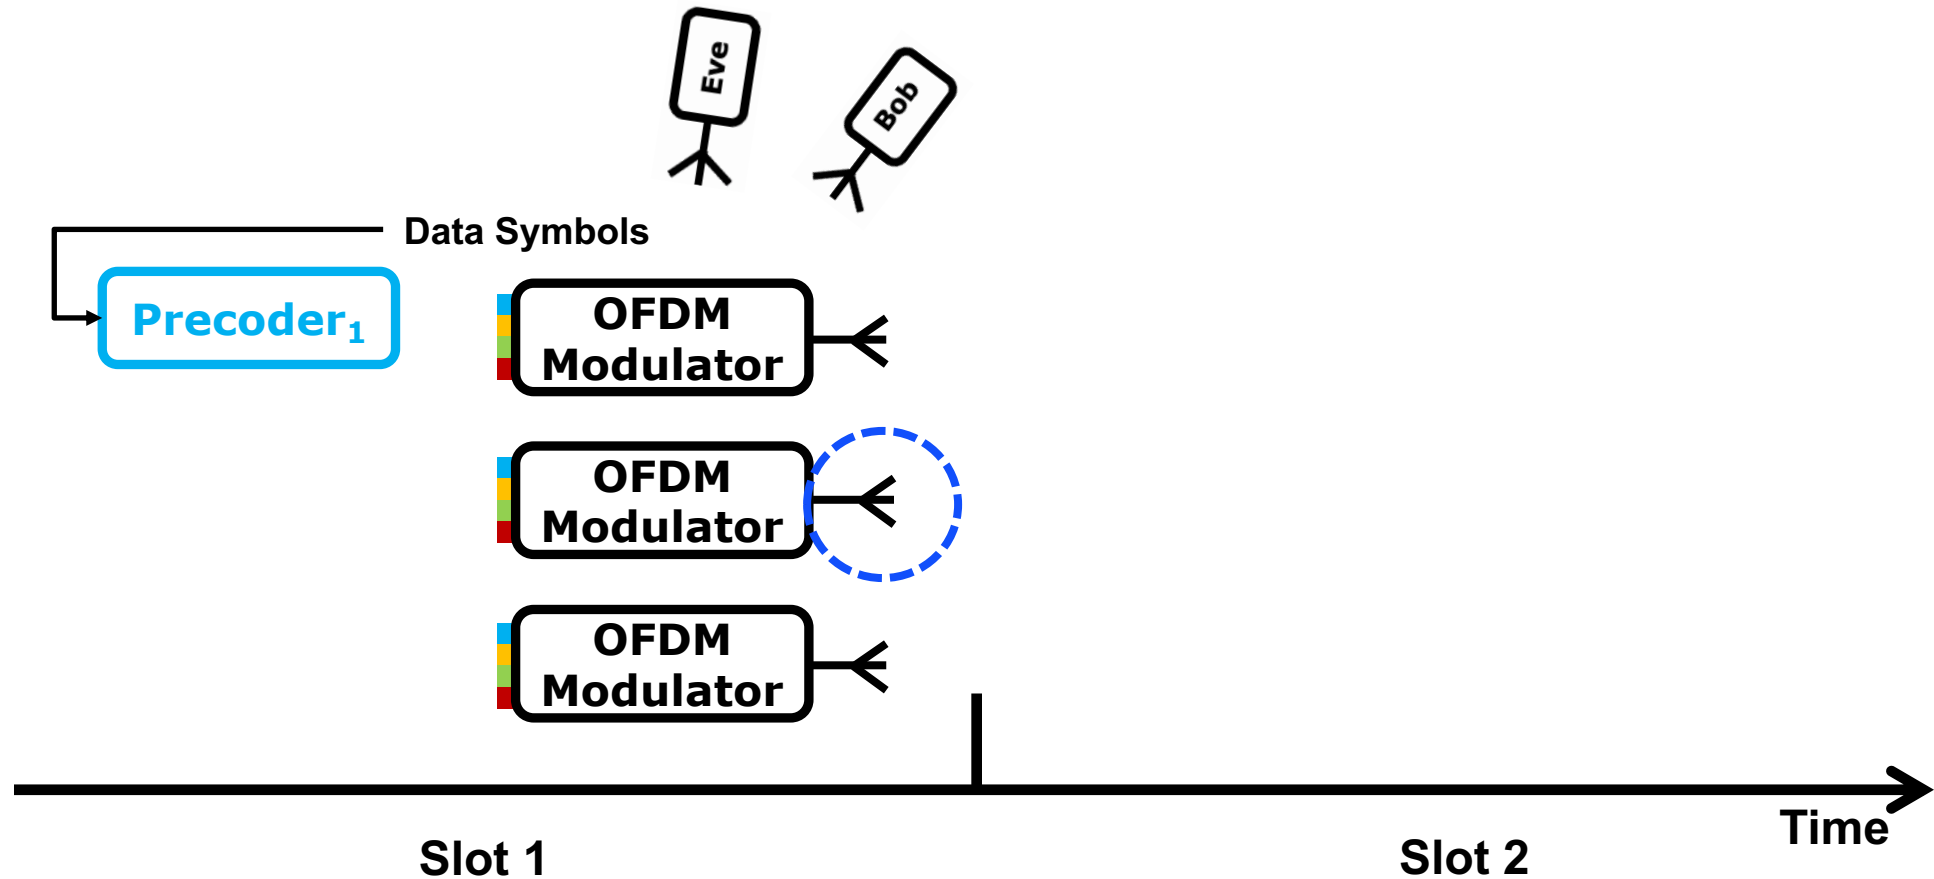 Eve
Bob
Data Symbols
Precoder₁
OFDM
Modulator
OFDM
Modulator
OFDM
Modulator
Time
Slot 1
Slot 2